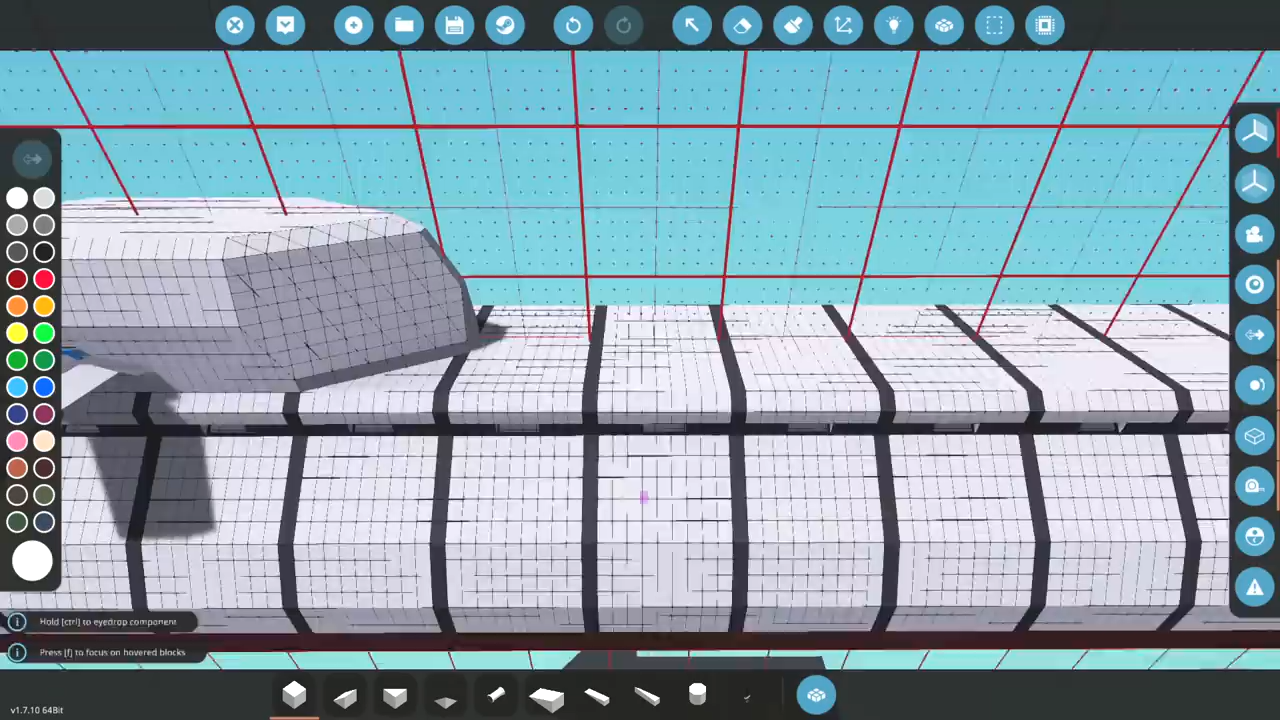 Hold [ctrl] to eyedrop component
Press [f] to focus on hovered blocks
v1.7.10 64Bit